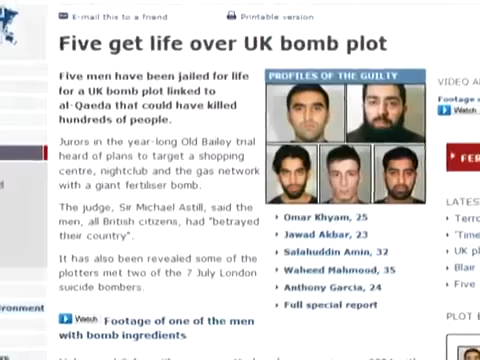 E-mail this to a friend
Printable version
Five get life over UK bomb plot
Five men have been jailed for life
for a UK bomb plot linked to
al-Qaeda that could have killed
hundreds of people.
Jurors in the year-long Old Bailey trial
heard of plans to target a shopping
centre, nightclub and the gas network
with a giant fertiliser bomb.
The judge, Sir Michael Astill, said the
men, all British citizens, had "betrayed
their country".
It has also been revealed some of the
plotters met two of the 7 July London
suicide bombers.
Watch Footage of one of the men
with bomb ingredients
PROFILES OF THE GUILTY
Omar Khyam, 25
Jawad Akbar, 23
Salahuddin Amin, 32
Waheed Mahmood, 35
Anthony Garcia, 24
Full special report
VIDEO A
Footage
Watch
FER
LATES
Terro
'Time
UK pl
Blair
Five
PLOT B
ironment